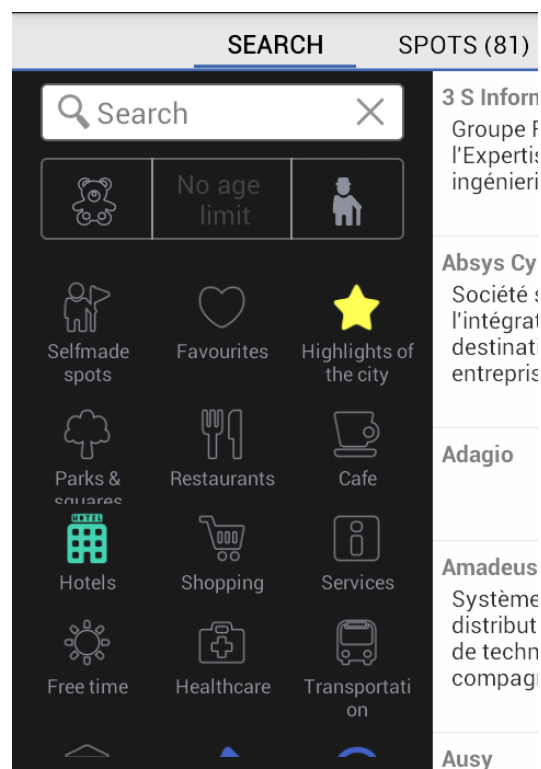 SEARCH
SPOTS (81)
Search
No age
limit
Selfmade
spots
Favourites
Highlights of
the city
Parks &
squares
Restaurants
Cafe
HOTEL
Hotels
Shopping
Services
Free time
Healthcare
Transportati
on
3 S Inform
Groupe
l'Expertis
ingénieri
Absys Cy
Société s
l'intégrat
destinati
entrepris
Adagio
Amadeus
Système
distribut
de techn
compagn
Ausy